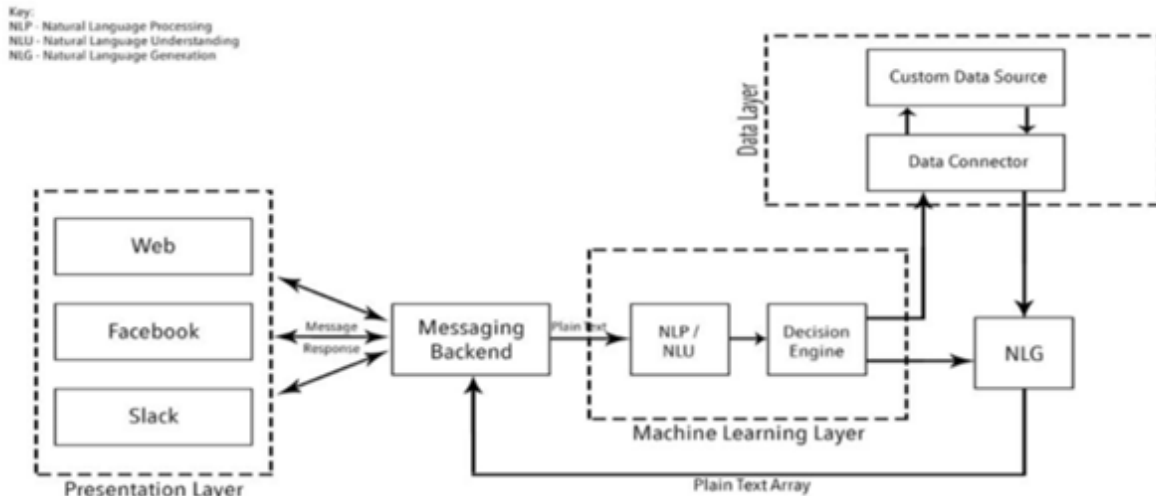 Key:
NLP - Natural Language Processing
NLU - Natural Language Understanding
NLG - Natural Language Generation
Custom Data Source
Data Layer
Data Connector
Web
Facebook
Slack
Presentation Layer
Message
Response
Messaging
Backend
Plain Text
NLP /
NLU
Decision
Engine
Machine Learning Layer
NLG
Plain Text Array